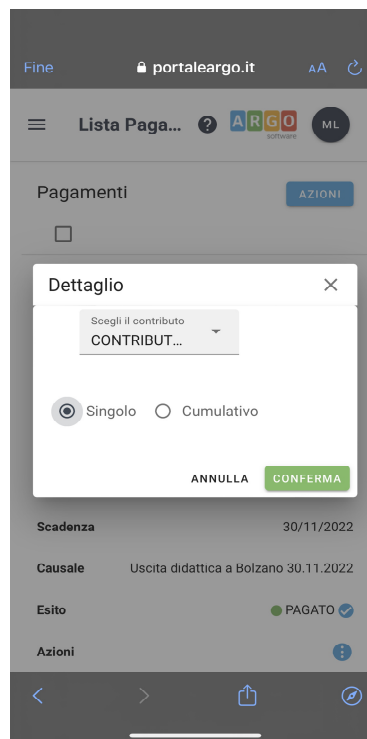 Fine
portaleargo.it
AA
Lista Paga...
ARGO
software
ML
Pagamenti
AZIONI
Dettaglio
Scegli il contributo
CONTRIBUT...
Singolo
Cumulativo
ANNULLA
CONFERMA
Scadenza 30/11/2022
Causale Uscita didattica a Bolzano 30.11.2022
Esito PAGATO
Azioni